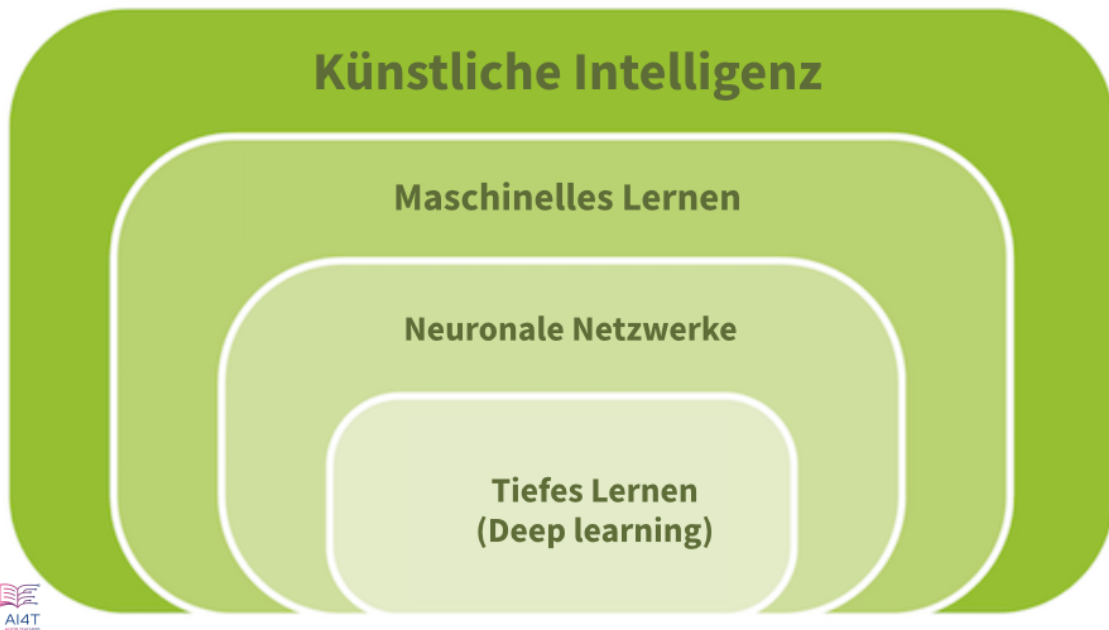 Künstliche Intelligenz
Maschinelles Lernen
Neuronale Netzwerke
Tiefes Lernen
(Deep learning)
AI4T